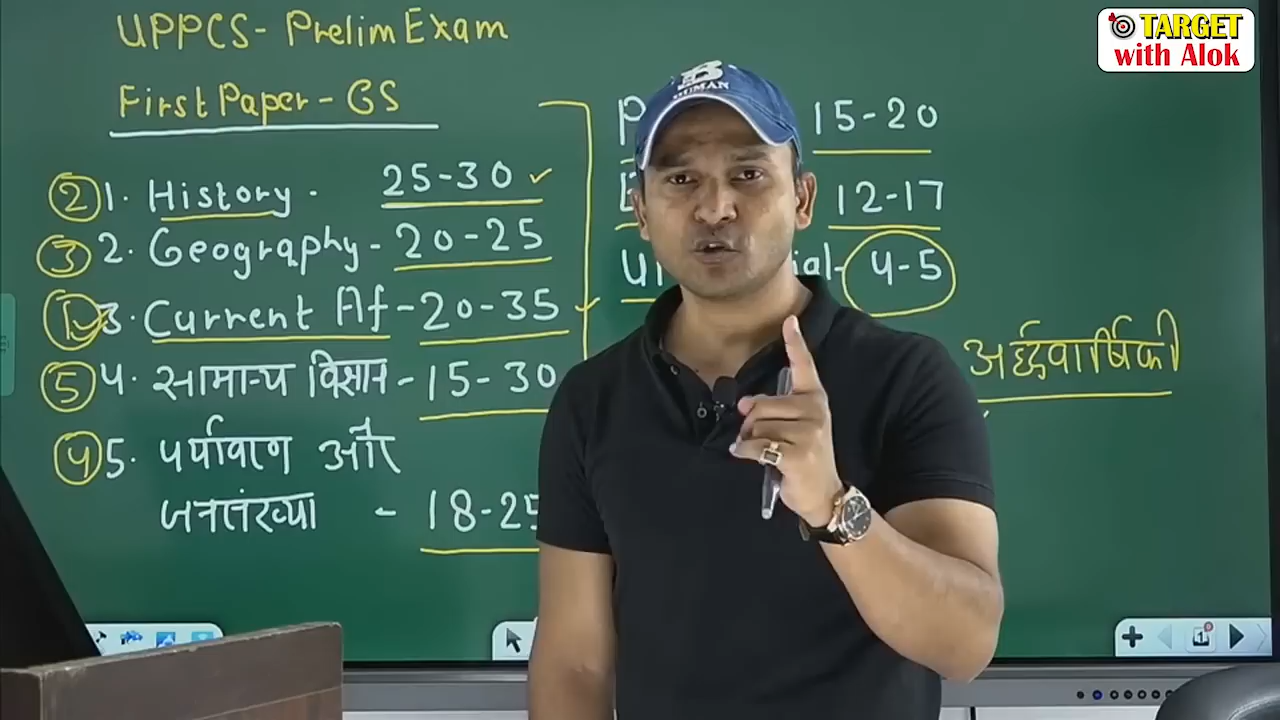 UPPCS- Prelim Exam
First Paper - GS
② 1. History - 25-30 ✓
③ 2. Geography - 20-25
① 3. Current Af - 20-35
⑤ 4. सामान्य विज्ञान - 15-30
④ 5. पर्यावरण और
जनसंख्या - 18-25
15-20
12-17
4-5
अर्द्धवार्षिकी
TARGET
with Alok
B
HUMAN
1